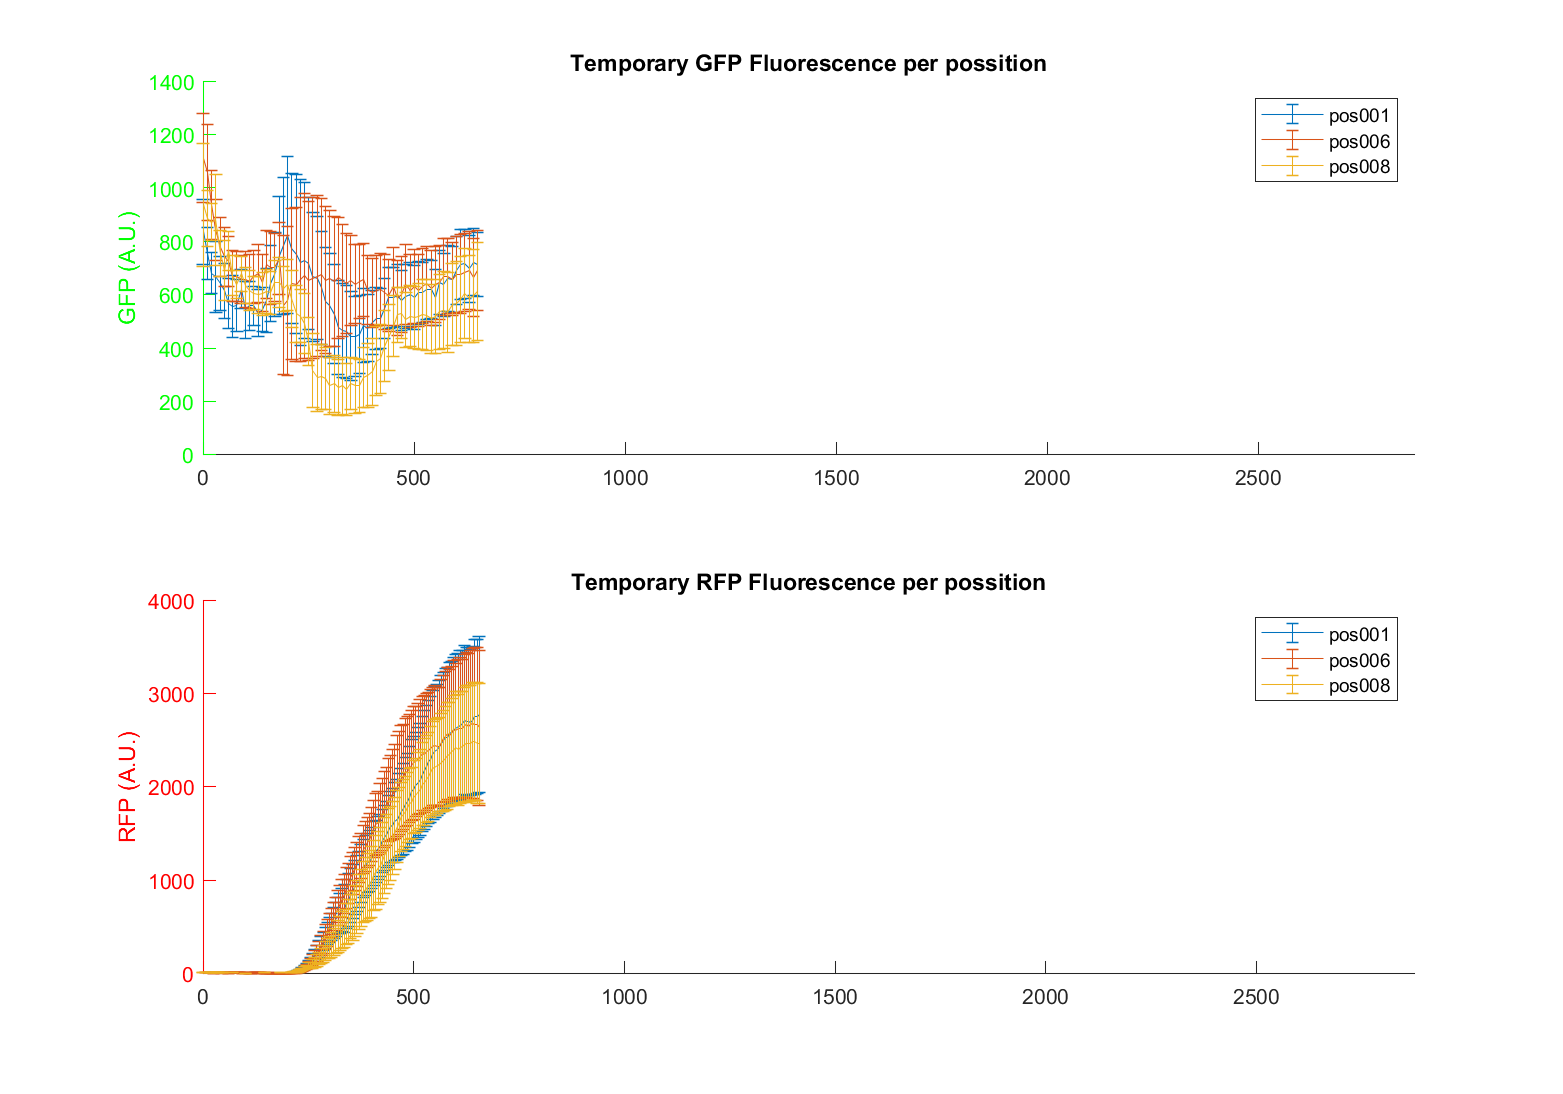 Temporary GFP Fluorescence per possition
1400
1200
1000
800
600
400
200
0
GFP (A.U.)
0 500 1000 1500 2000 2500
pos001
pos006
pos008
Temporary RFP Fluorescence per possition
4000
3000
2000
1000
0
RFP (A.U.)
0 500 1000 1500 2000 2500
pos001
pos006
pos008